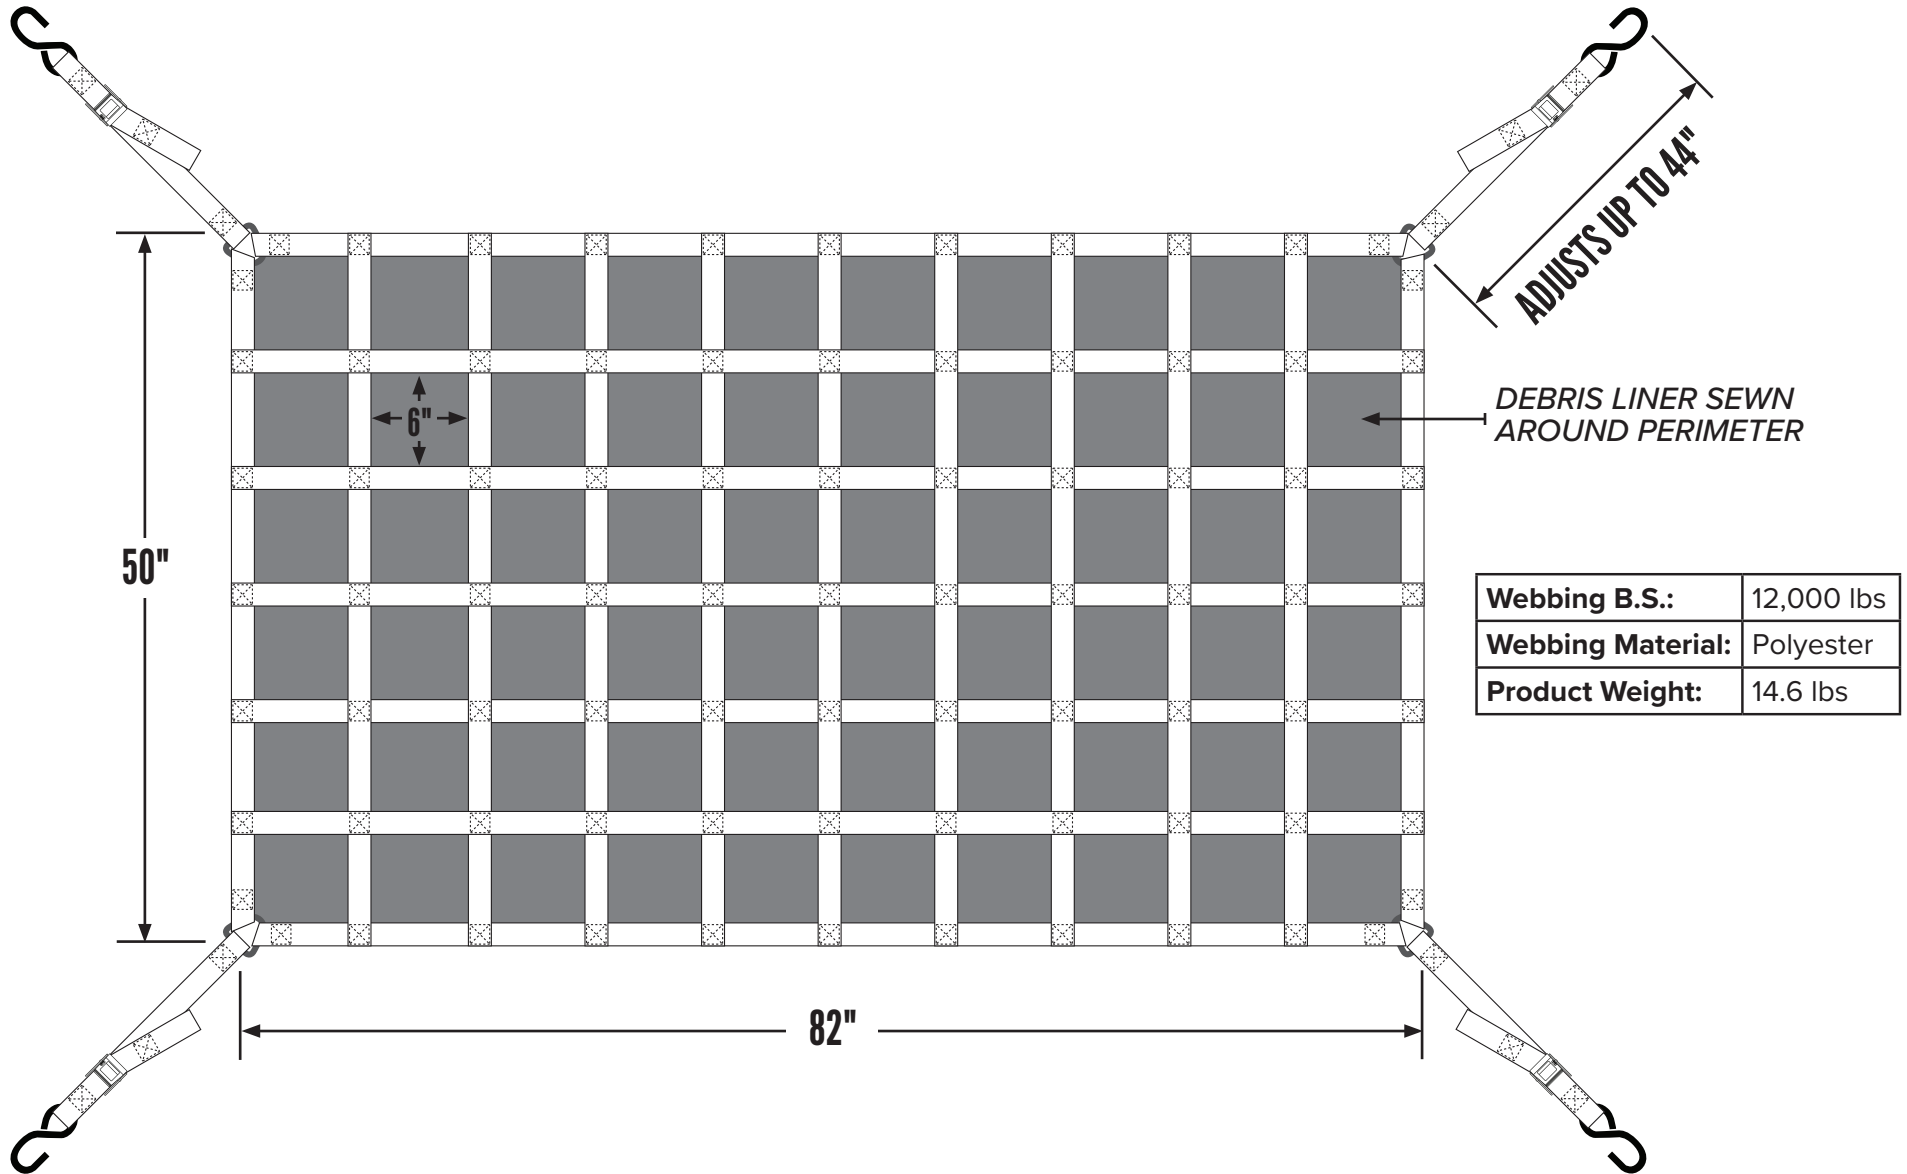 ADJUSTS UP TO 44"
6"
DEBRIS LINER SEWN
AROUND PERIMETER
50"
Webbing B.S.: 12,000 lbs
Webbing Material: Polyester
Product Weight: 14.6 lbs
82"